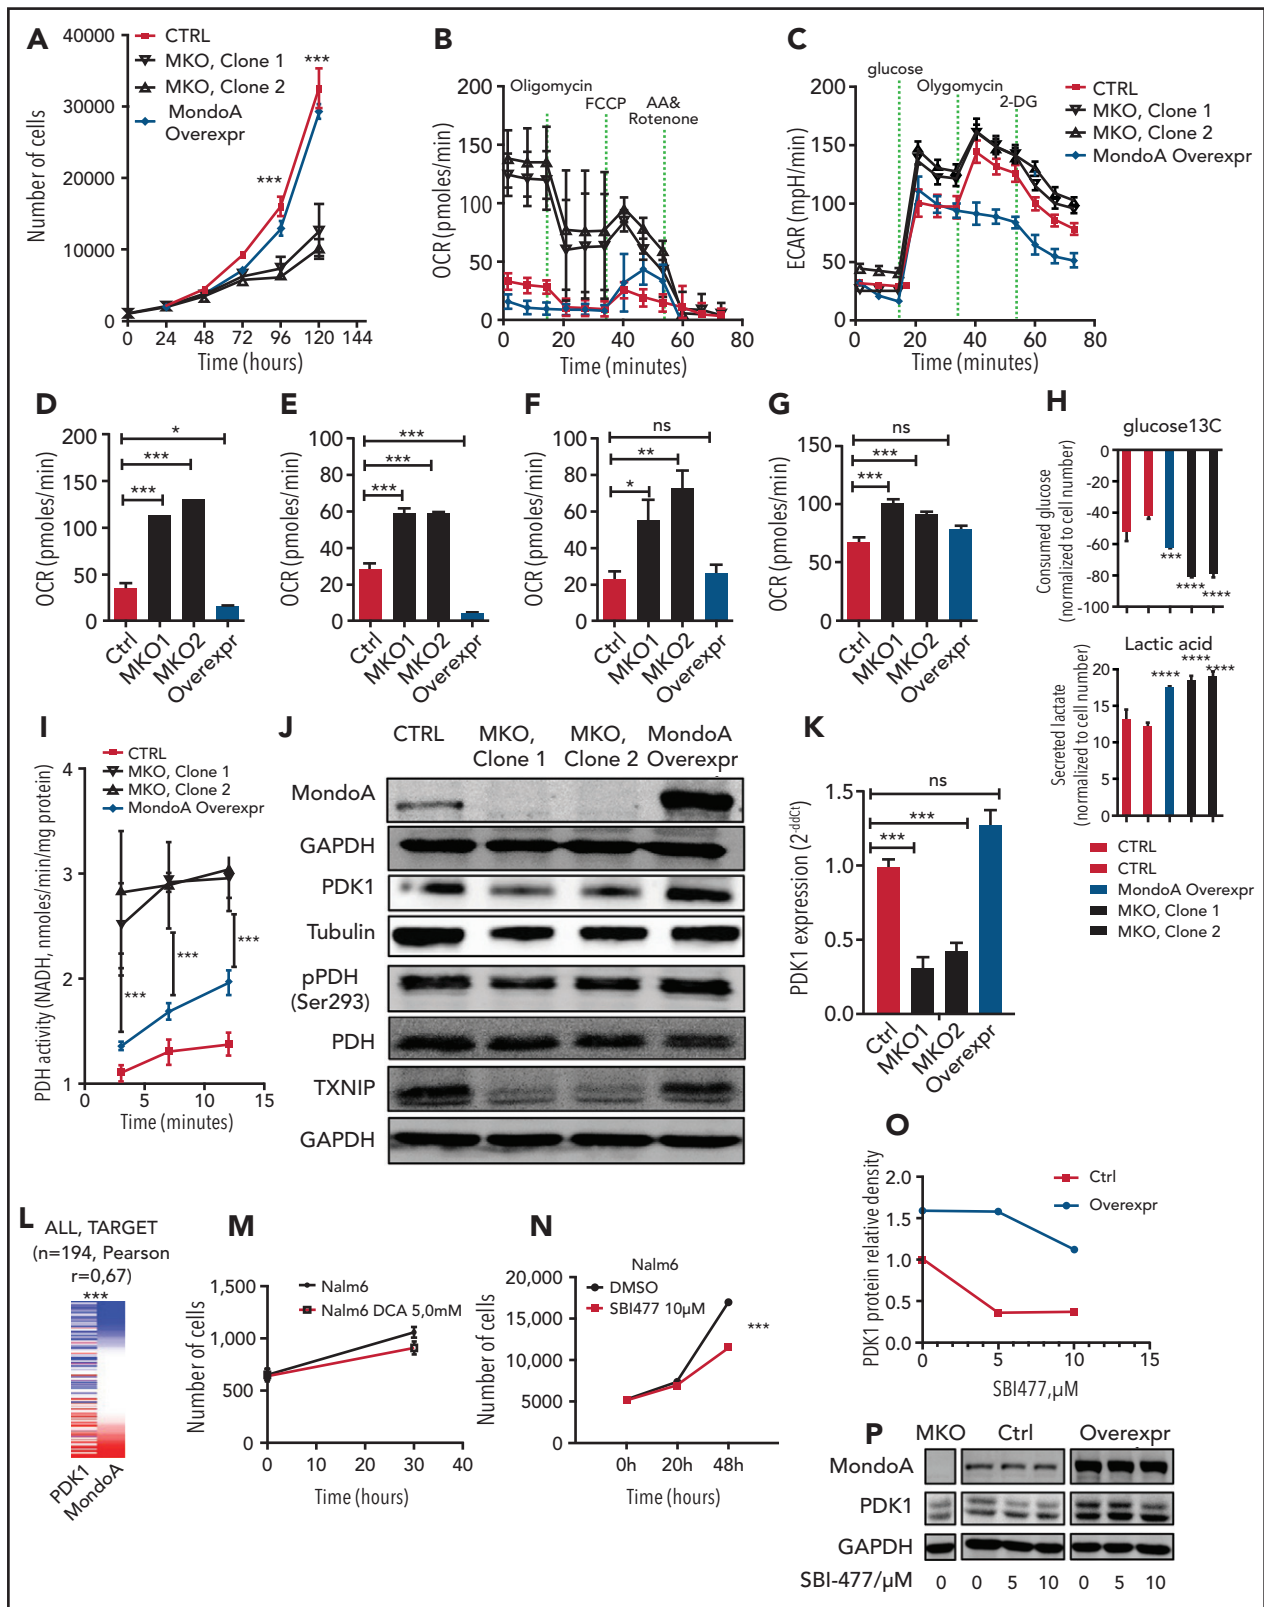 A
CTRL
MKO, Clone 1
MKO, Clone 2
MondoA
Overexpr
***
***
Number of cells
40000
30000
20000
10000
0
0 24 48 72 96 120 144
Time (hours)
B
Oligomycin
FCCP
AA&
Rotenone
OCR (pmoles/min)
200
150
100
50
0
0 20 40 60 80
Time (minutes)
C
glucose
Olygomycin
2-DG
CTRL
MKO, Clone 1
MKO, Clone 2
MondoA Overexpr
ECAR (mpH/min)
200
150
100
50
0
0 20 40 60 80
Time (minutes)
D
OCR (pmoles/min)
200
150
100
50
0
*
***
***
Ctrl
MKO1
MKO2
Overexpr
E
OCR (pmoles/min)
100
80
60
40
20
0
***
***
***
Ctrl
MKO1
MKO2
Overexpr
F
OCR (pmoles/min)
100
80
60
40
20
0
ns
**
*
Ctrl
MKO1
MKO2
Overexpr
G
OCR (pmoles/min)
150
100
50
0
ns
***
***
Ctrl
MKO1
MKO2
Overexpr
H
glucose13C
Consumed glucose
(normalized to cell number)
0
-20
-40
-60
-80
-100
***
****
****
Lactic acid
Secreted lactate
(normalized to cell number)
20
15
10
5
0
****
****
****
CTRL
CTRL
MondoA Overexpr
MKO, Clone 1
MKO, Clone 2
I
CTRL
MKO, Clone 1
MKO, Clone 2
MondoA Overexpr
PDH activity (NADH, nmoles/min/mg protein)
4
3
2
1
***
***
***
0 5 10 15
Time (minutes)
J
CTRL
MKO,
Clone 1
MKO,
Clone 2
MondoA
Overexpr
MondoA
GAPDH
PDK1
Tubulin
pPDH
(Ser293)
PDH
TXNIP
GAPDH
K
PDK1 expression (2-ddCt)
1.5
1.0
0.5
0.0
ns
***
***
Ctrl
MKO1
MKO2
Overexpr
L
ALL, TARGET
(n=194, Pearson
r=0,67)
***
PDK1
MondoA
M
Nalm6
Nalm6 DCA 5,0mM
Number of cells
1,500
1,000
500
0
0 10 20 30 40
Time (hours)
N
Nalm6
DMSO
SBI477 10µM
***
Number of cells
20,000
15,000
10,000
5000
0
0h 20h 48h
Time (hours)
O
Ctrl
Overexpr
PDK1 protein relative density
2.0
1.5
1.0
0.5
0.0
0 5 10 15
SBI477,µM
P
MKO Ctrl Overexpr
MondoA
PDK1
GAPDH
SBI-477/µM 0 0 5 10 0 5 10